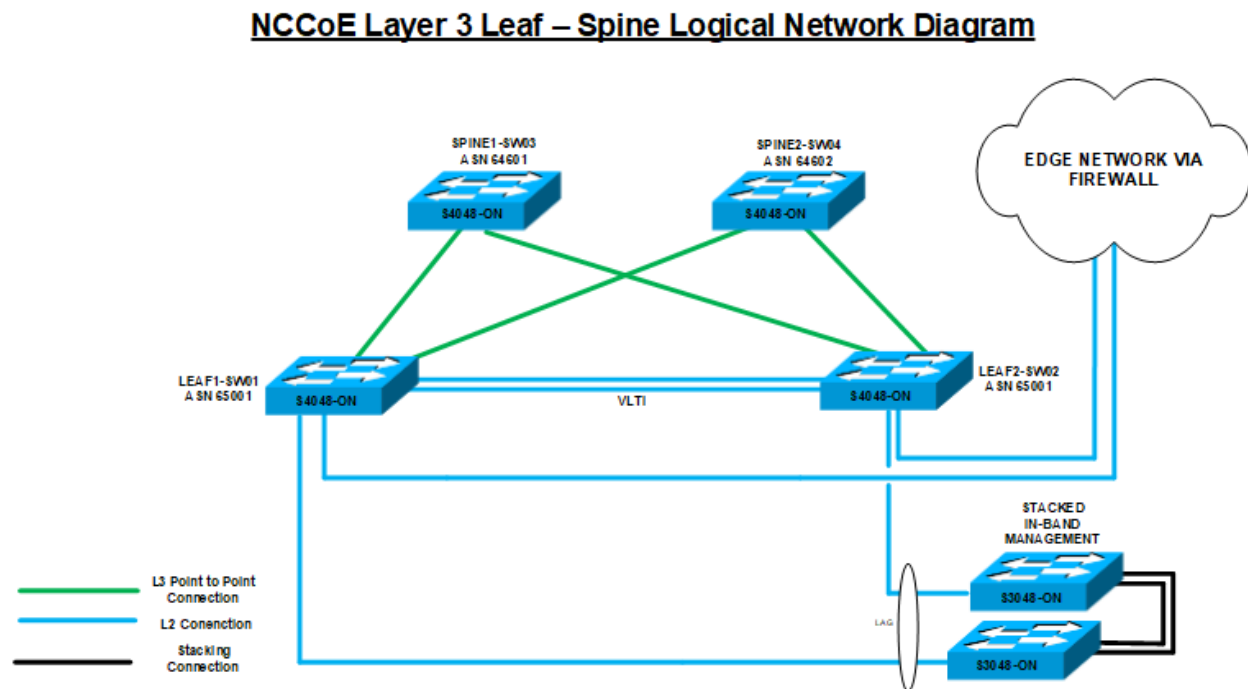 NCCoE Layer 3 Leaf – Spine Logical Network Diagram
SPINE1-SW03
ASN 64601
S4048-ON
SPINE2-SW04
ASN 64602
S4048-ON
EDGE NETWORK VIA
FIREWALL
LEAF1-SW01
ASN 65001
S4048-ON
VLTI
S4048-ON
LEAF2-SW02
ASN 65001
STACKED
IN-BAND
MANAGEMENT
S3048-ON
LAG
S3048-ON
L3 Point to Point
Connection
L2 Conenction
Stacking
Connection